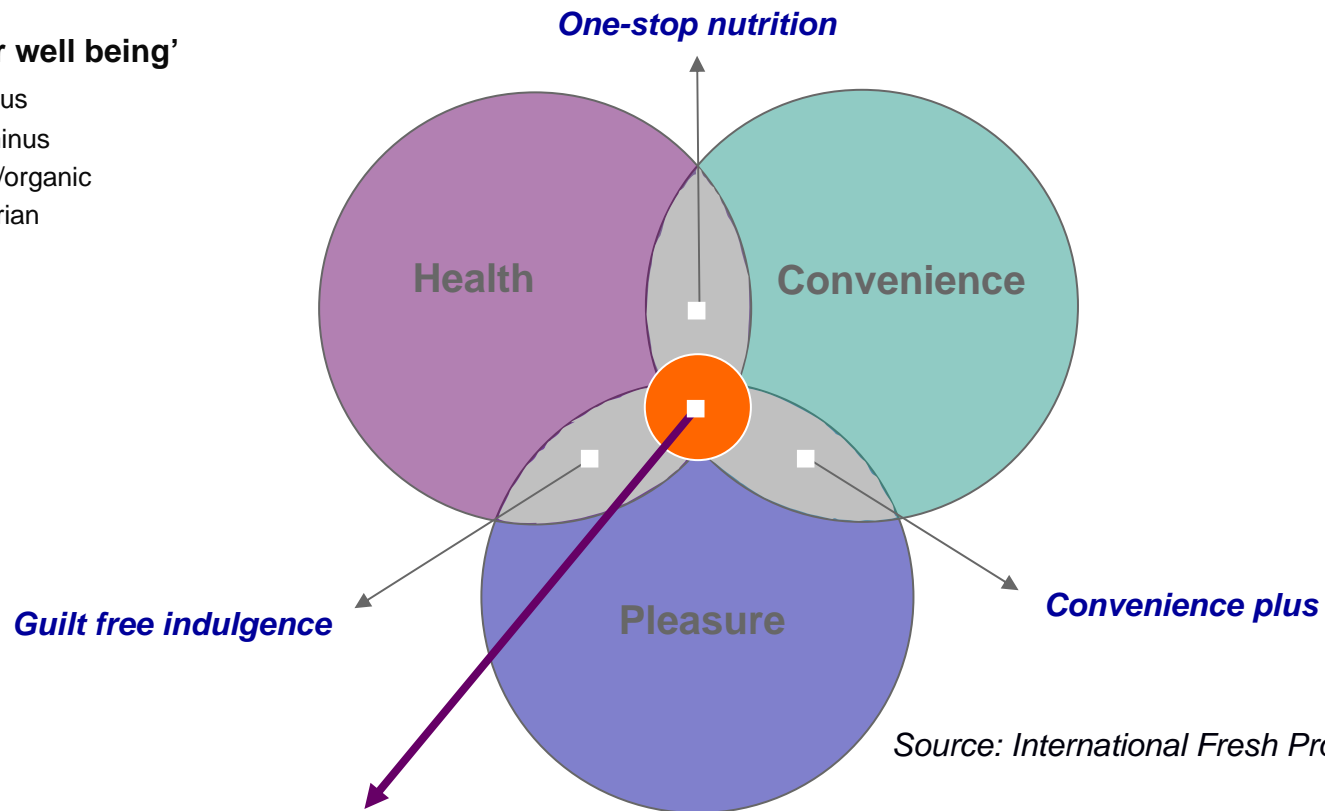 One-stop nutrition
r well being’
us
inus
/organic
rian
Health
Convenience
Guilt free indulgence
Pleasure
Convenience plus
Source: International Fresh Pro